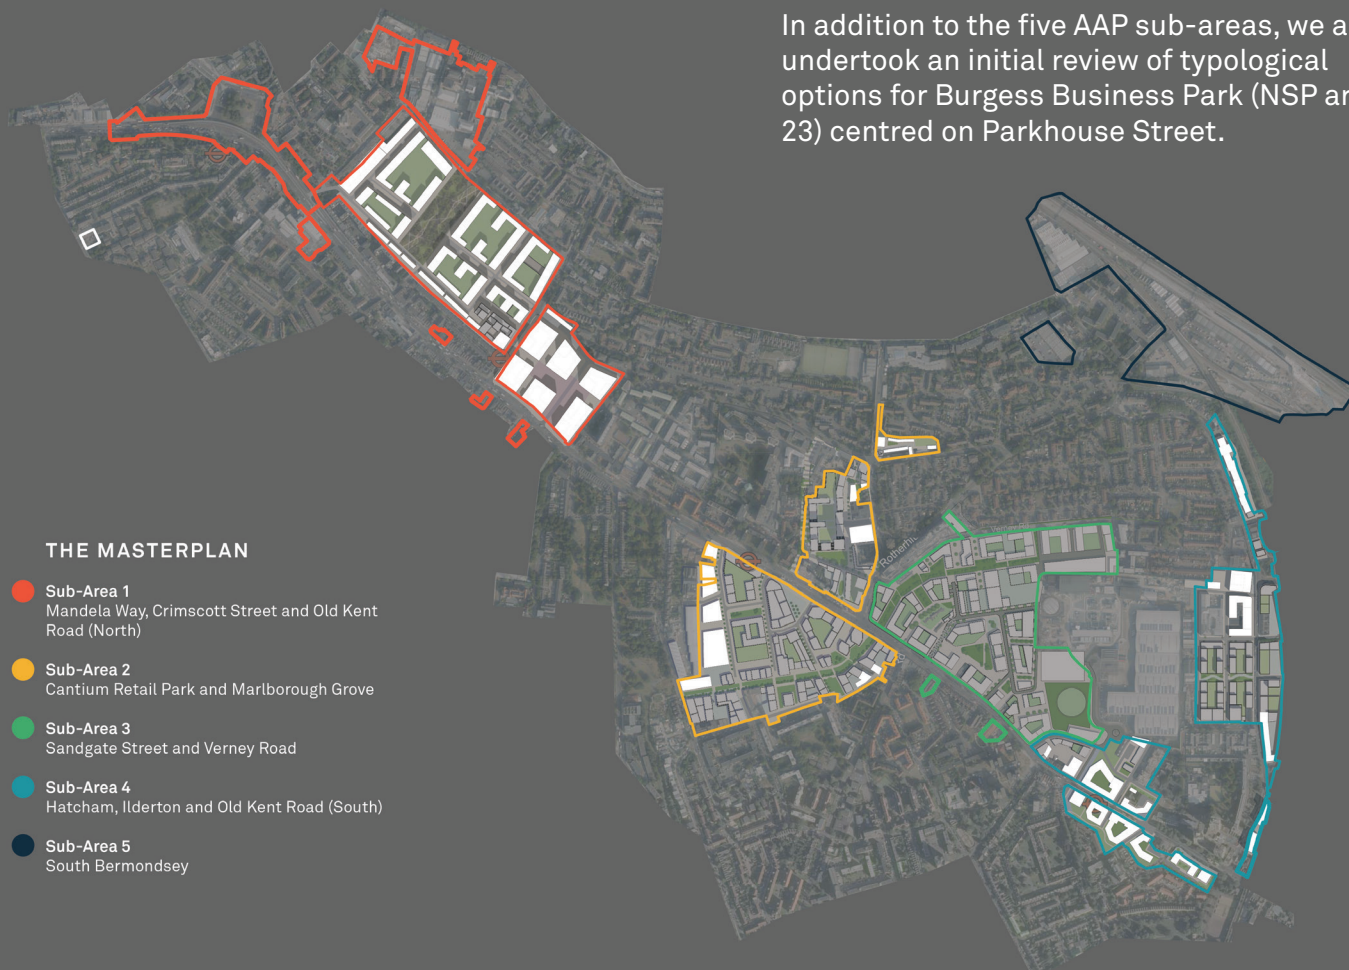 In addition to the five AAP sub-areas, we a
undertook an initial review of typological
options for Burgess Business Park (NSP ar
23) centred on Parkhouse Street.
THE MASTERPLAN
Sub-Area 1
Mandela Way, Crimscott Street and Old Kent
Road (North)
Sub-Area 2
Cantium Retail Park and Marlborough Grove
Sub-Area 3
Sandgate Street and Verney Road
Sub-Area 4
Hatcham, Ilderton and Old Kent Road (South)
Sub-Area 5
South Bermondsey